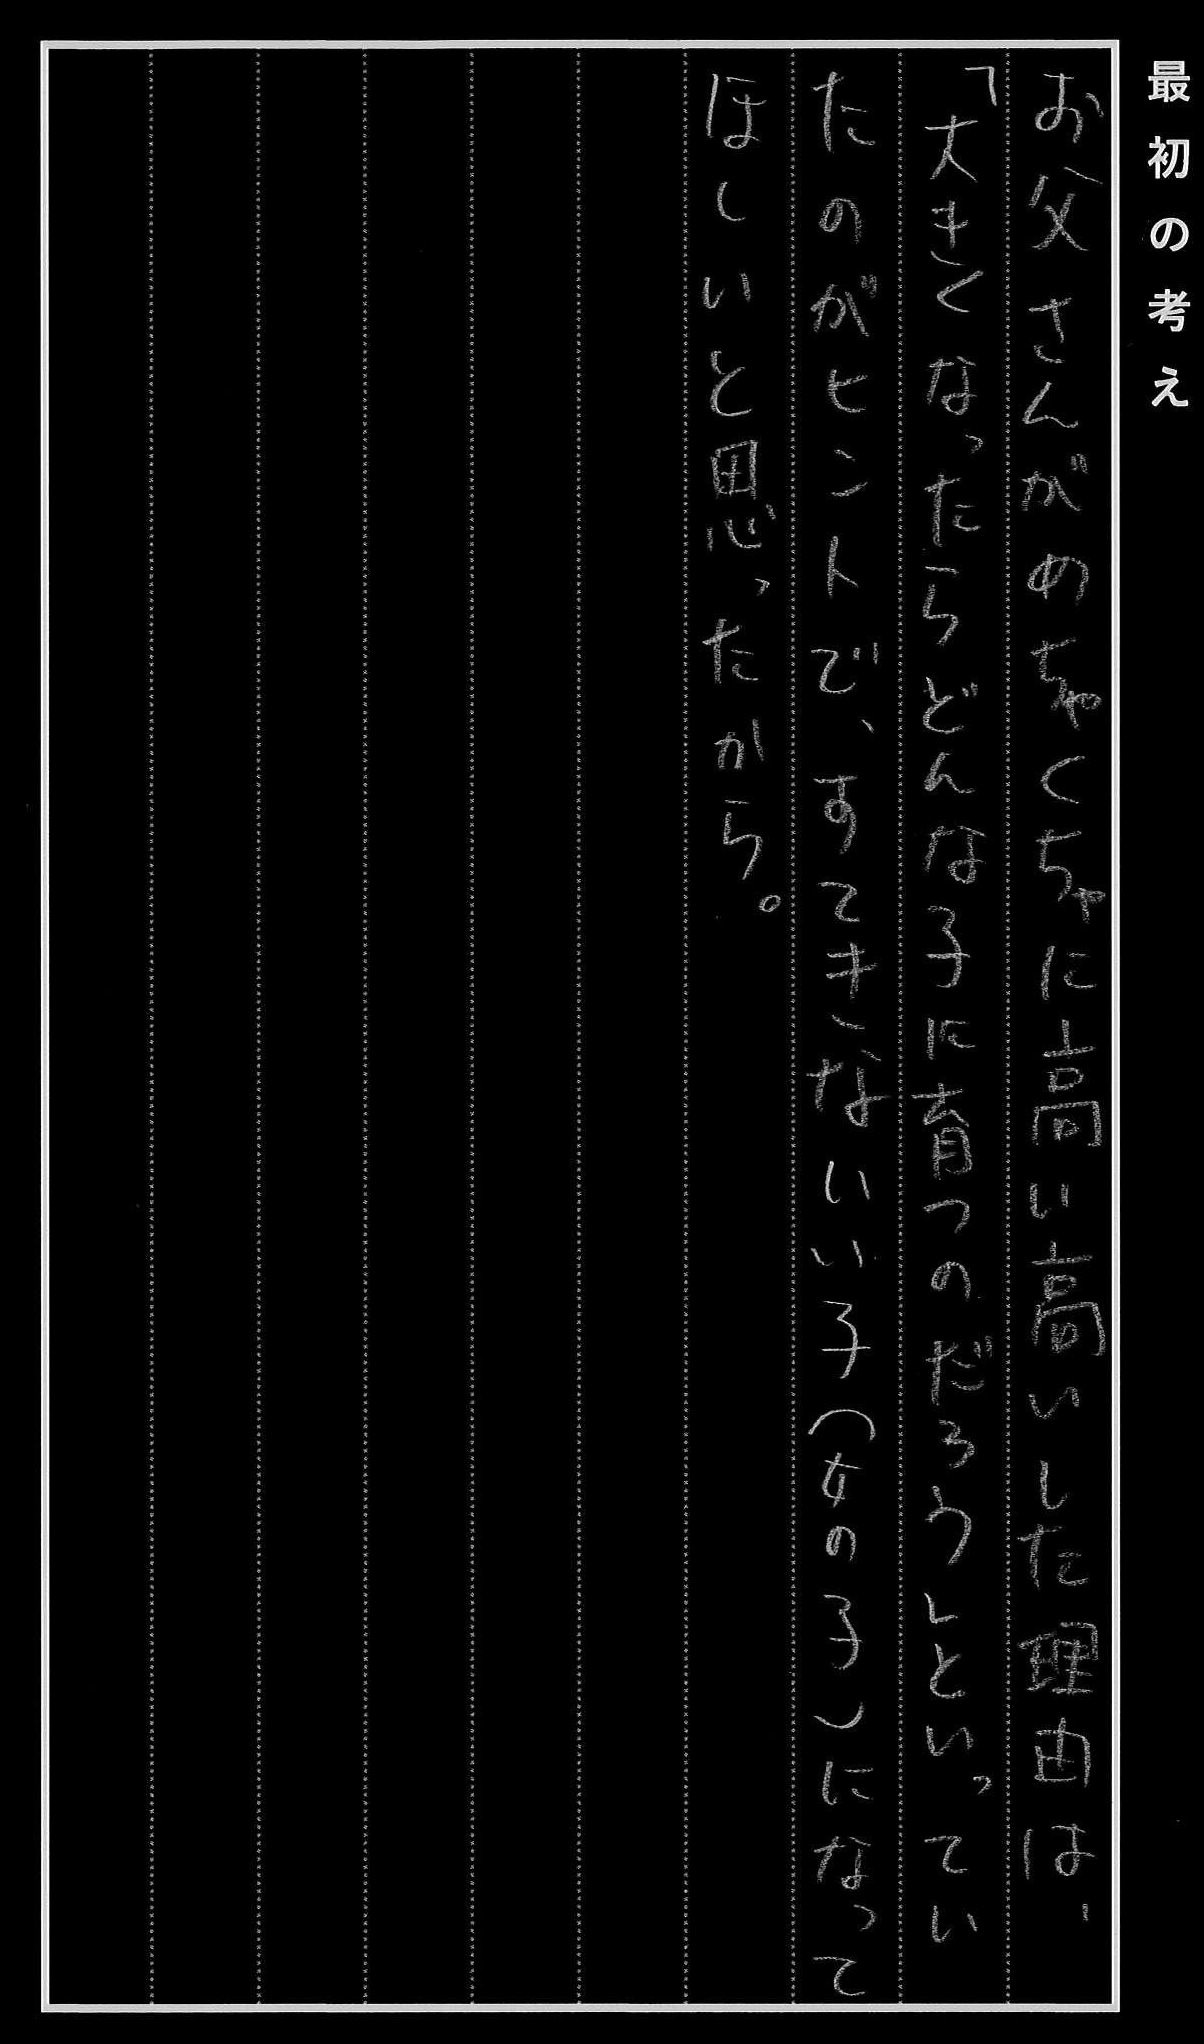 最初の考え
お父さんがめちゃくちゃに高い高いした理由は、
「大きくなったらどんな子に育つのだろう」といってい
たのがヒントで、すてきないい子(女の子)になって
ほしいと思ったから。